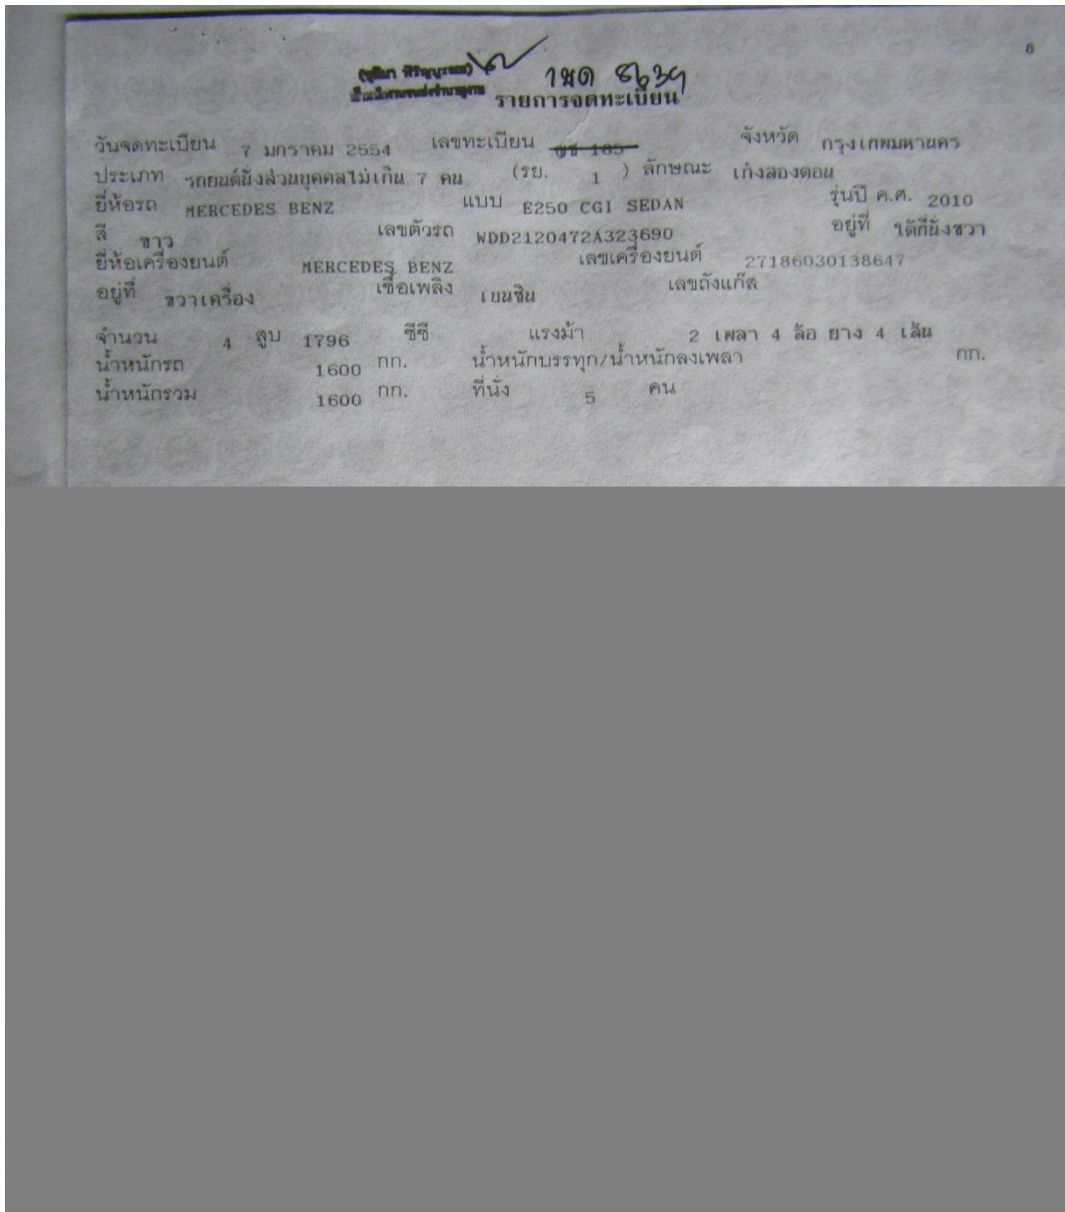 8
รายการจดทะเบียน
วันจดทะเบียน 7 มกราคม 2554 เลขทะเบียน 185 จังหวัด กรุงเทพมหานคร
ประเภท รถยนต์นั่งส่วนบุคคลไม่เกิน 7 คน (รย. 1 ) ลักษณะ เก๋งสองตอน
ยี่ห้อรถ MERCEDES BENZ แบบ E250 CGI SEDAN รุ่นปี ค.ศ. 2010
สี ขาว เลขตัวรถ WDD2120472A323690 อยู่ที่ ใต้ที่นั่งขวา
ยี่ห้อเครื่องยนต์ MERCEDES BENZ เลขเครื่องยนต์ 27186030138647
อยู่ที่ ขวาเครื่อง เชื้อเพลิง เบนซิน เลขถังแก๊ส
จำนวน 4 สูบ 1796 ซีซี แรงม้า 2 เพลา 4 ล้อ ยาง 4 เส้น
น้ำหนักรถ 1600 กก. น้ำหนักบรรทุก/น้ำหนักลงเพลา กก.
น้ำหนักรวม 1600 กก. ที่นั่ง 5 คน